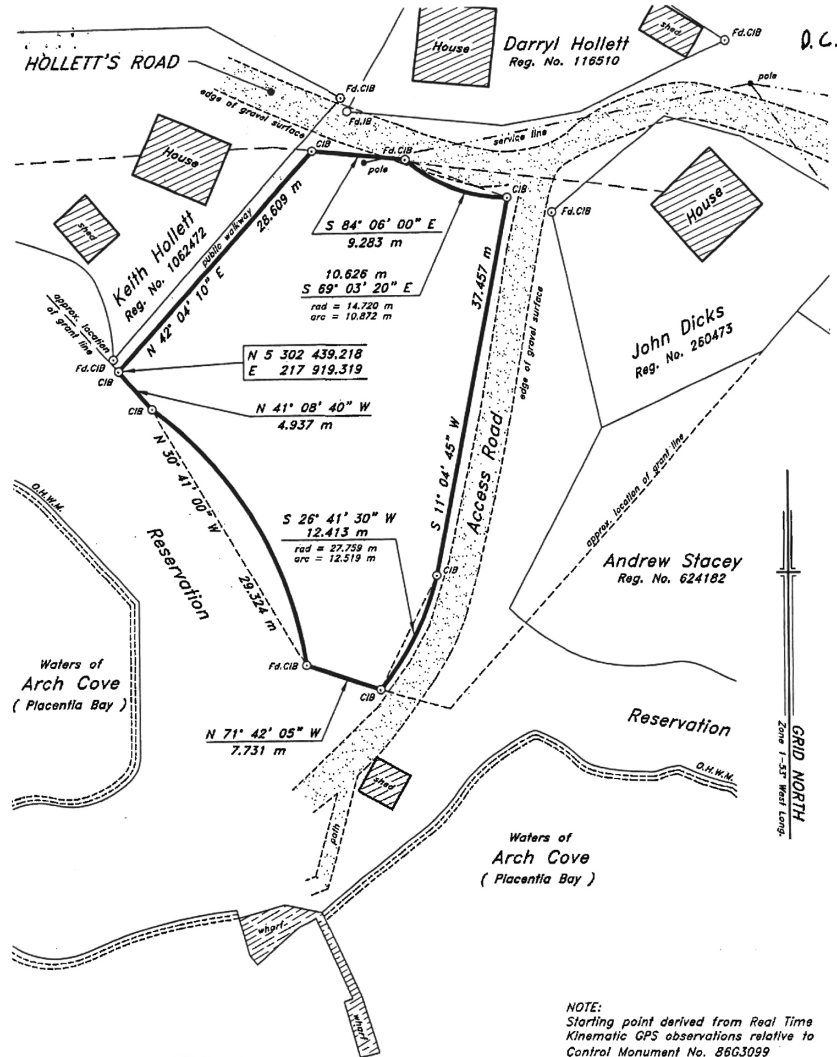 D.C.
HOLLETT'S ROAD
edge of gravel surface
House
Darryl Hollett
Reg. No. 116510
shed
Fd.CIB
pole
Fd.CIB
Fd.IB
service line
CIB
pole
Fd.CIB
House
shed
Keith Hollett
Reg. No. 1062472
public walkway
28.609 m
N 42° 04' 10" E
S 84° 06' 00" E
9.283 m
CIB
Fd.CIB
House
10.626 m
S 69° 03' 20" E
rad = 14.720 m
arc = 10.872 m
37.457 m
S 11° 04' 45" W
Access Road
edge of gravel surface
John Dicks
Reg. No. 260473
approx. location
of grant line
Fd.CIB
CIB
N 5 302 439.218
E 217 919.319
CIB
N 41° 08' 40" W
4.937 m
N 30° 41' 00" W
29.324 m
O.H.W.M.
Reservation
S 26° 41' 30" W
12.413 m
rad = 27.759 m
arc = 12.519 m
CIB
approx. location of grant line
Andrew Stacey
Reg. No. 624182
Waters of
Arch Cove
( Placentia Bay )
Fd.CIB
CIB
N 71° 42' 05" W
7.731 m
Reservation
O.H.W.M.
GRID NORTH
Zone 1-53° West Long.
shed
path
Waters of
Arch Cove
( Placentia Bay )
wharf
wharf
NOTE:
Starting point derived from Real Time
Kinematic GPS observations relative to
Control Monument No. 86G3099